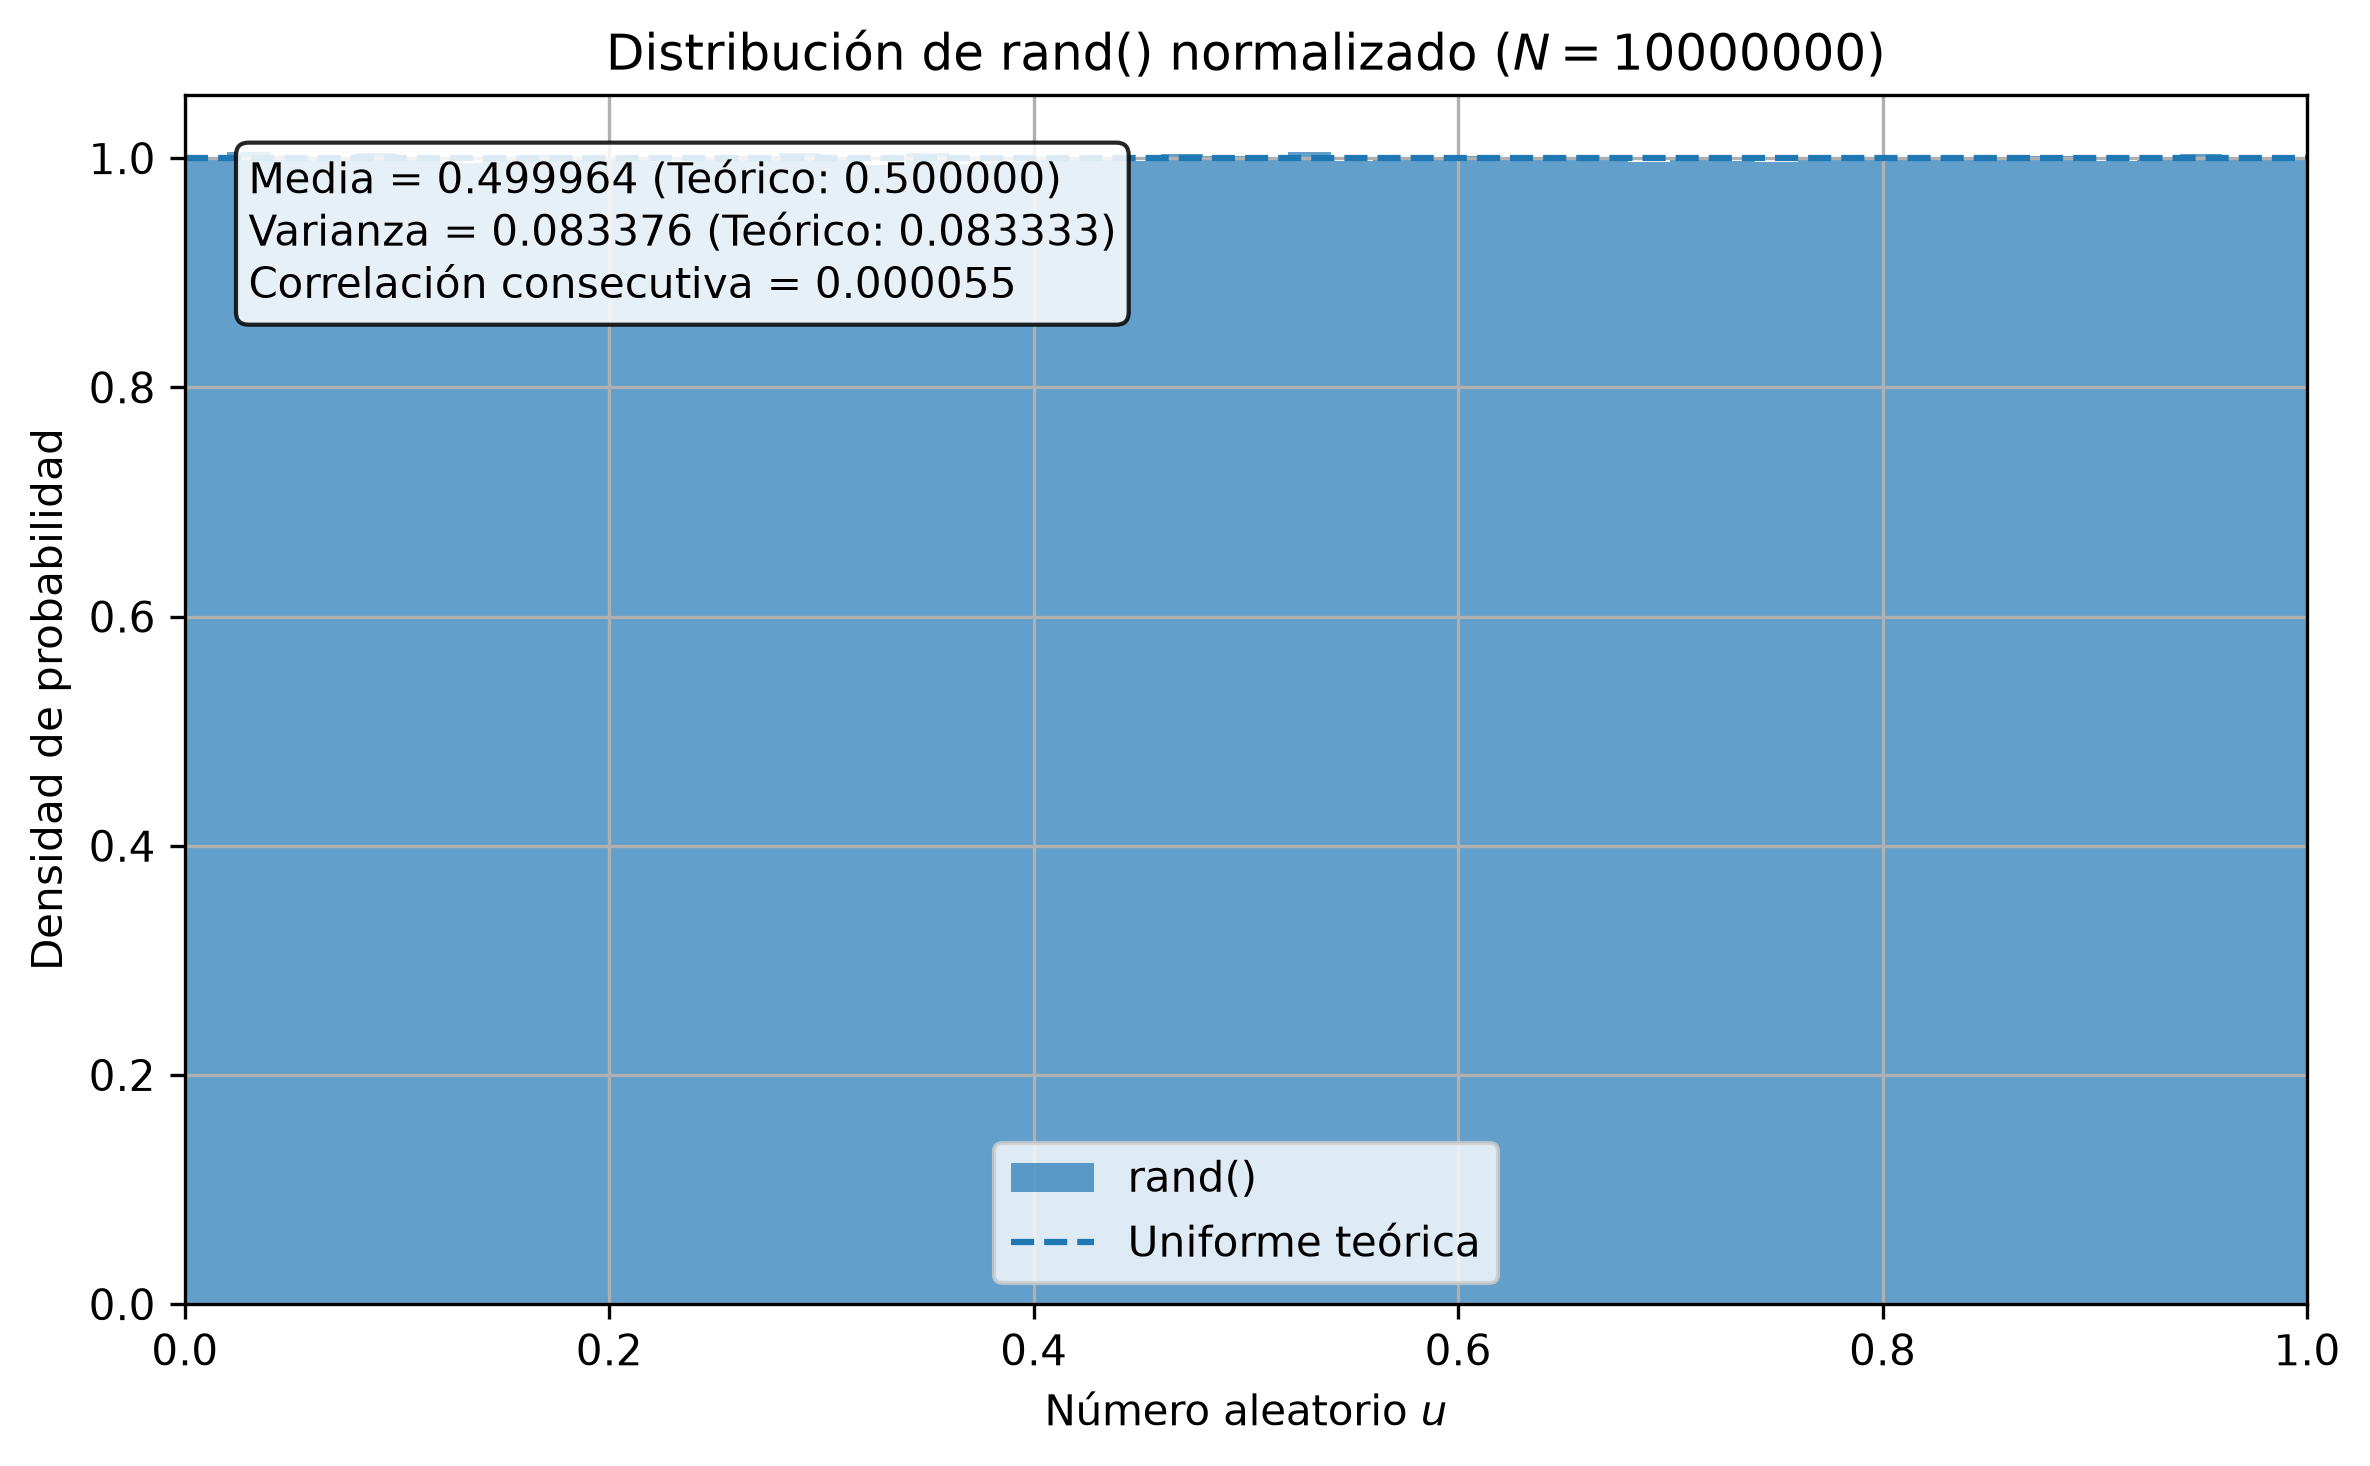 Distribución de rand() normalizado (N = 10000000)
Densidad de probabilidad
1.0
0.8
0.6
0.4
0.2
0.0
Media = 0.499964 (Teórico: 0.500000)
Varianza = 0.083376 (Teórico: 0.083333)
Correlación consecutiva = 0.000055
rand()
Uniforme teórica
0.0 0.2 0.4 0.6 0.8 1.0
Número aleatorio u